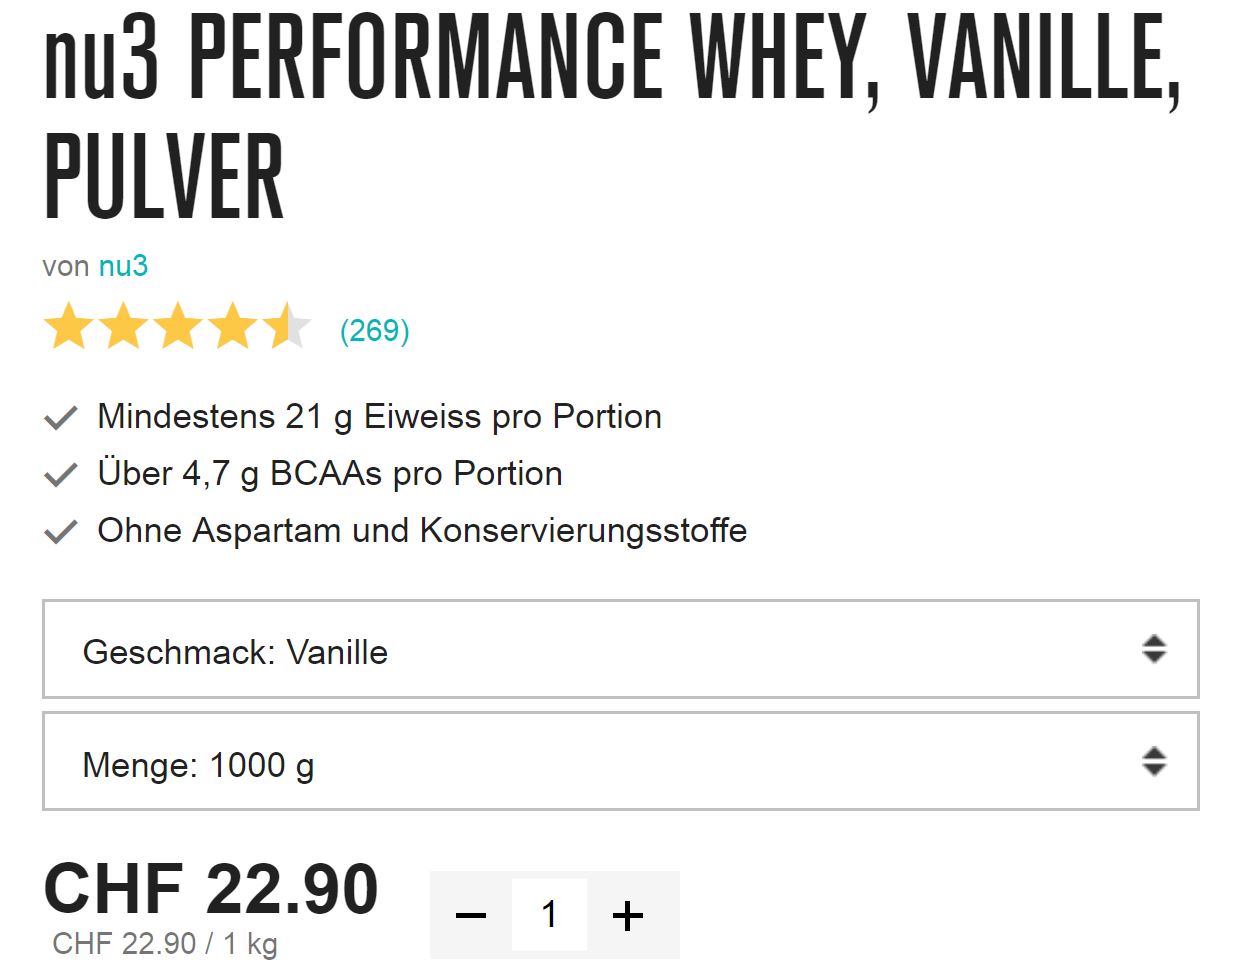 nu3 PERFORMANCE WHEY, VANILLE,
PULVER
von nu3
(269)
Mindestens 21 g Eiweiss pro Portion
Über 4,7 g BCAAs pro Portion
Ohne Aspartam und Konservierungsstoffe
Geschmack: Vanille
Menge: 1000 g
CHF 22.90
− 1 +
CHF 22.90 / 1 kg